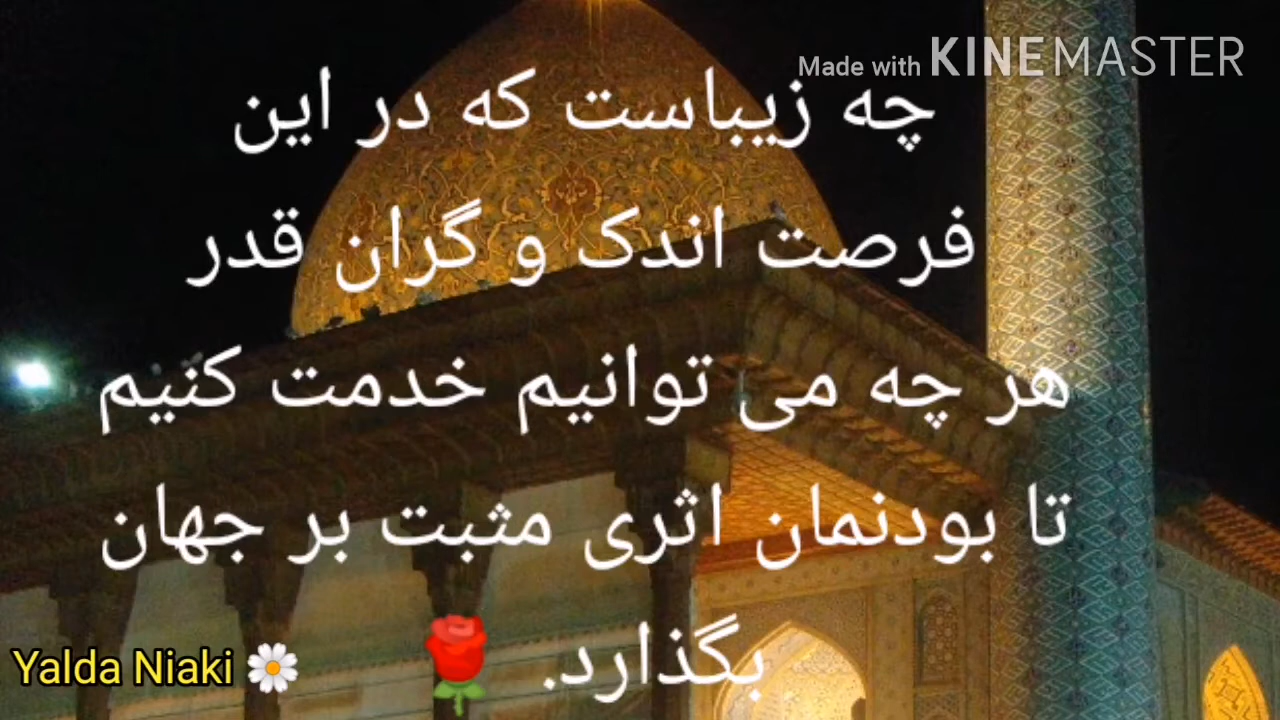 Made with KINEMASTER
چه زیباست که در این
فرصت اندک و گران قدر
هر چه می توانیم خدمت کنیم
تا بودنمان اثری مثبت بر جهان
بگذارد. 🌹
Yalda Niaki 🌼